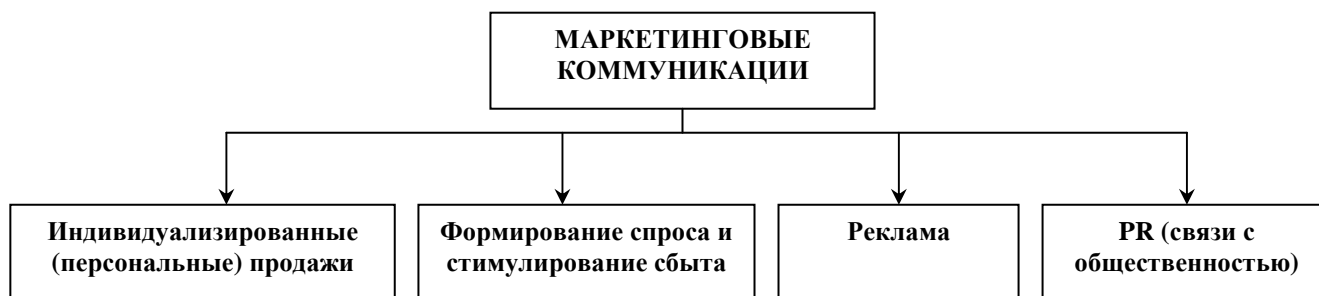 МАРКЕТИНГОВЫЕ
КОММУНИКАЦИИ
Индивидуализированные
(персональные) продажи
Формирование спроса и
стимулирование сбыта
Реклама
PR (связи с
общественностью)